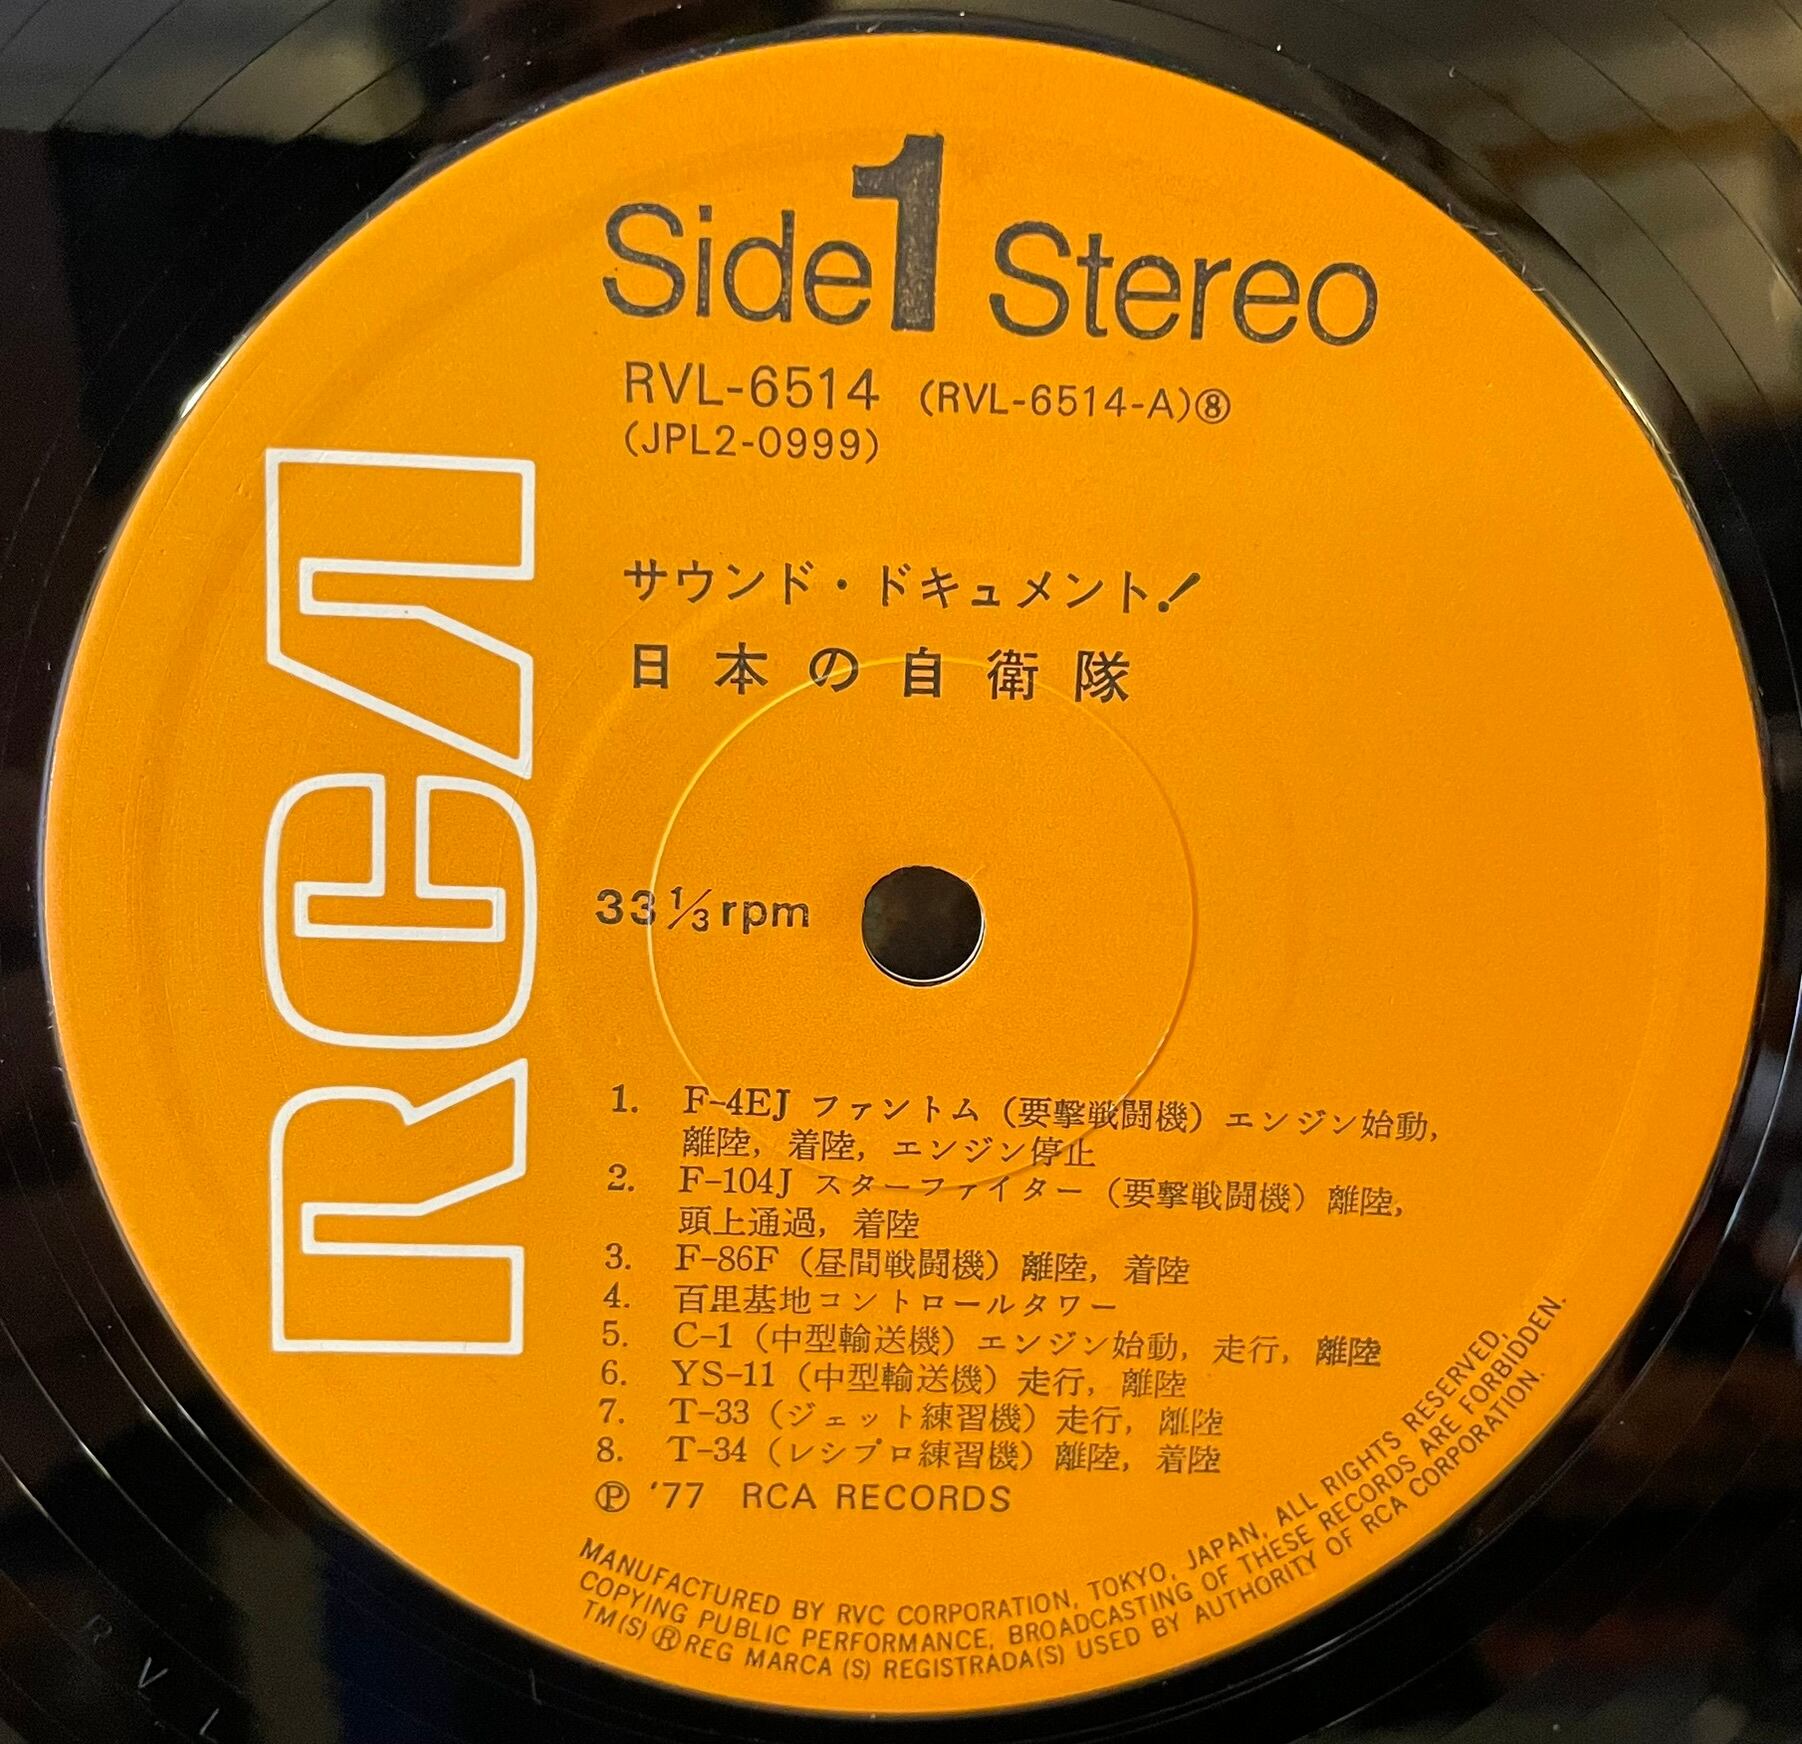 Side 1 Stereo
RVL-6514 (RVL-6514-A)⑧
(JPL2-0999)
サウンド・ドキュメント!
日本の自衛隊
RCA
33 1/3 rpm
1. F-4EJ ファントム (要撃戦闘機) エンジン始動,
離陸, 着陸, エンジン停止
2. F-104J スターファイター (要撃戦闘機) 離陸,
頭上通過, 着陸
3. F-86F (昼間戦闘機) 離陸, 着陸
4. 百里基地コントロールタワー
5. C-1 (中型輸送機) エンジン始動, 走行, 離陸
6. YS-11 (中型輸送機) 走行, 離陸
7. T-33 (ジェット練習機) 走行, 離陸
8. T-34 (レシプロ練習機) 離陸, 着陸
Ⓟ '77 RCA RECORDS
MANUFACTURED BY RVC CORPORATION, TOKYO, JAPAN, ALL RIGHTS RESERVED,
COPYING PUBLIC PERFORMANCE, BROADCASTING OF THESE RECORDS ARE FORBIDDEN.
TM(S) ® REG MARCA (S) REGISTRADA(S) USED BY AUTHORITY OF RCA CORPORATION.
R V L